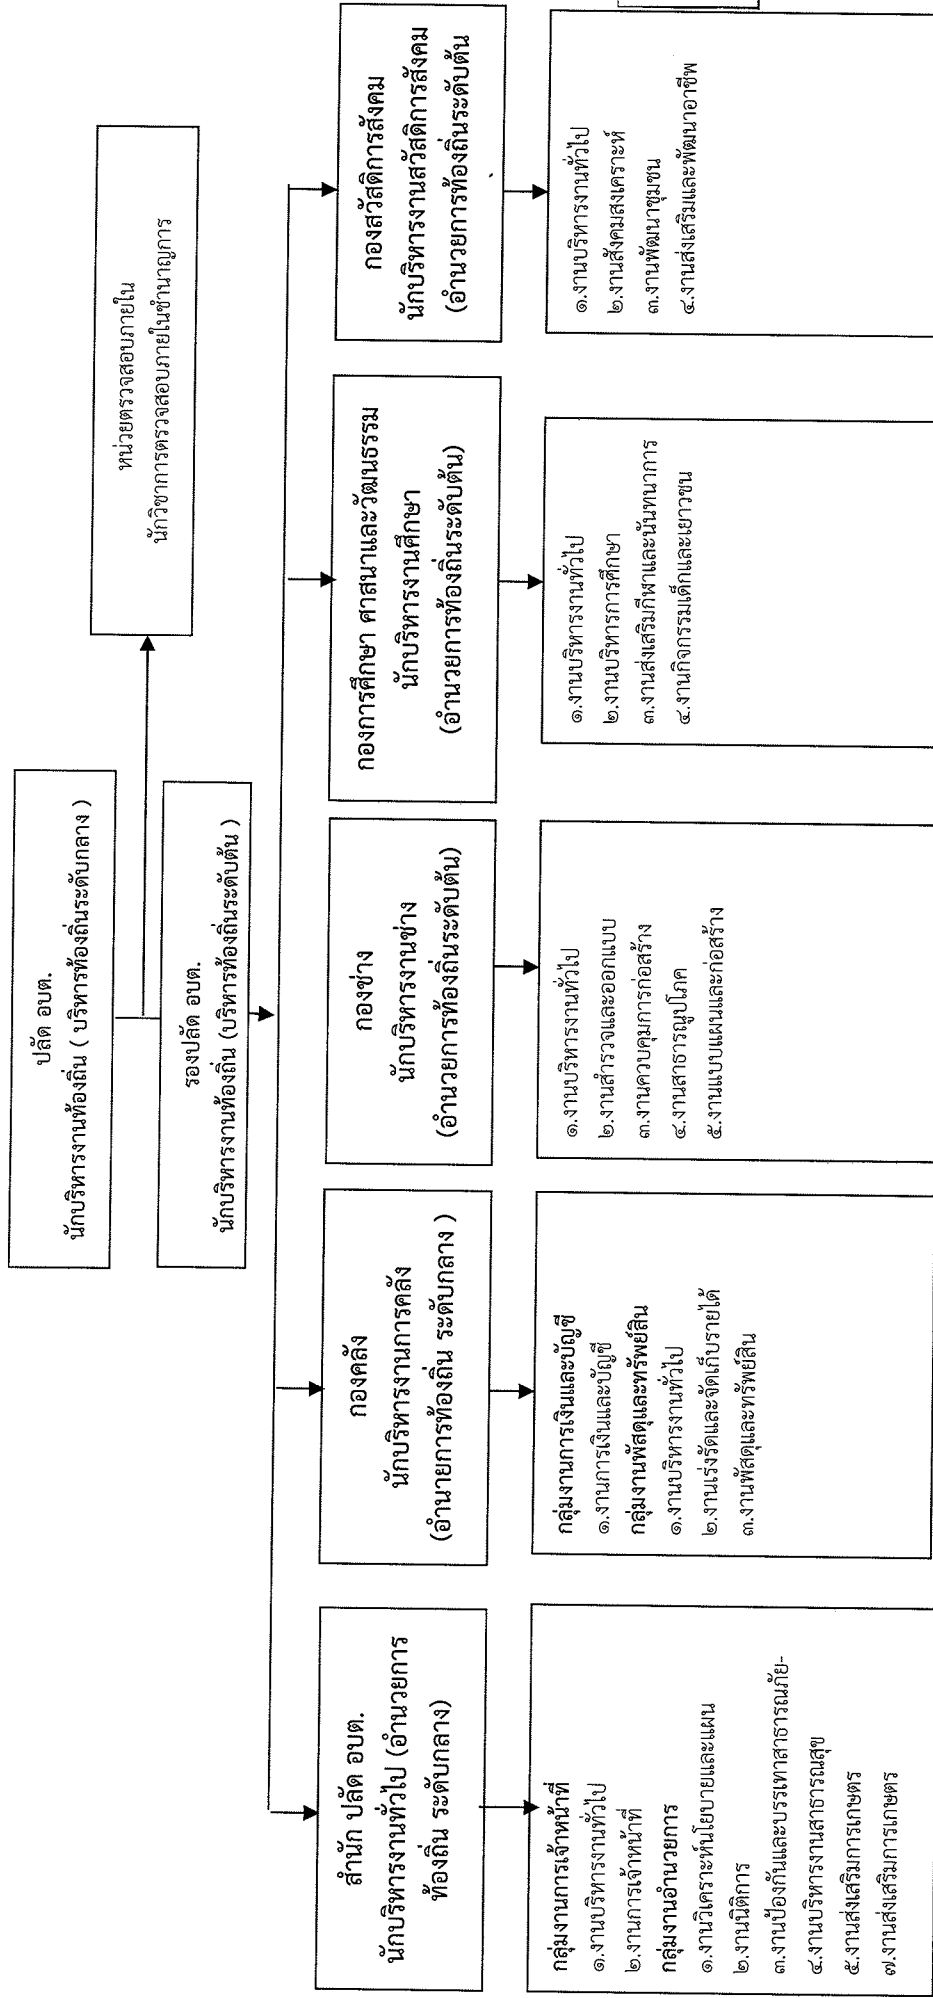 ปลัด อบต.
นักบริหารงานท้องถิ่น ( บริหารท้องถิ่นระดับกลาง )
หน่วยตรวจสอบภายใน
นักวิชาการตรวจสอบภายในชำนาญการ
รองปลัด อบต.
นักบริหารงานท้องถิ่น (บริหารท้องถิ่นระดับต้น )
สำนัก ปลัด อบต.
นักบริหารงานทั่วไป (อำนวยการ
ท้องถิ่น ระดับกลาง)
กองคลัง
นักบริหารงานการคลัง
(อำนายการท้องถิ่น ระดับกลาง )
กองช่าง
นักบริหารงานช่าง
(อำนวยการท้องถิ่นระดับต้น)
กองการศึกษา ศาสนาและวัฒนธรรม
นักบริหารงานศึกษา
(อำนวยการท้องถิ่นระดับต้น)
กองสวัสดิการสังคม
นักบริหารงานสวัสดิการสังคม
(อำนวยการท้องถิ่นระดับต้น
กลุ่มงานการเจ้าหน้าที่
๑.งานบริหารงานทั่วไป
๒.งานการเจ้าหน้าที่
กลุ่มงานอำนวยการ
๑.งานวิเคราะห์นโยบายและแผน
๒.งานนิติการ
๓.งานป้องกันและบรรเทาสาธารณภัย-
๔.งานบริหารงานสาธารณสุข
๕.งานส่งเสริมการเกษตร
๗.งานส่งเสริมการเกษตร
กลุ่มงานการเงินและบัญชี
๑.งานการเงินและบัญชี
กลุ่มงานพัสดุและทรัพย์สิน
๑.งานบริหารงานทั่วไป
๒.งานเร่งรัดและจัดเก็บรายได้
๓.งานพัสดุและทรัพย์สิน
๑.งานบริหารงานทั่วไป
๒.งานสำรวจและออกแบบ
๓.งานควบคุมการก่อสร้าง
๔.งานสาธารณูปโภค
๕.งานแบบแผนและก่อสร้าง
๑.งานบริหารงานทั่วไป
๒.งานบริหารการศึกษา
๓.งานส่งเสริมกีฬาและนันทนาการ
๔.งานกิจกรรมเด็กและเยาวชน
๑.งานบริหารงานทั่วไป
๒.งานสังคมสงเคราะห์
๓.งานพัฒนาชุมชน
๔.งานส่งเสริมและพัฒนาอาชีพ